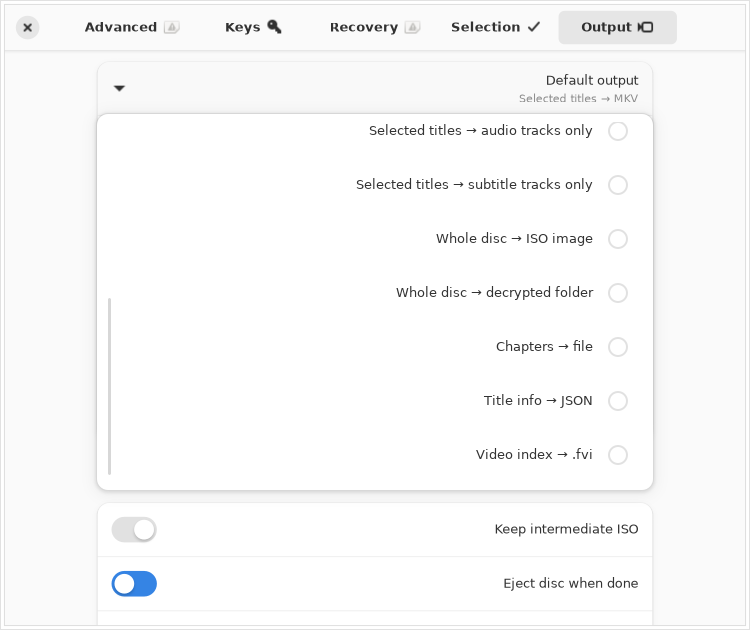 Advanced
Keys
Recovery
Selection
Output
Default output
Selected titles → MKV
Selected titles → audio tracks only
Selected titles → subtitle tracks only
Whole disc → ISO image
Whole disc → decrypted folder
Chapters → file
Title info → JSON
Video index → .fvi
Keep intermediate ISO
Eject disc when done